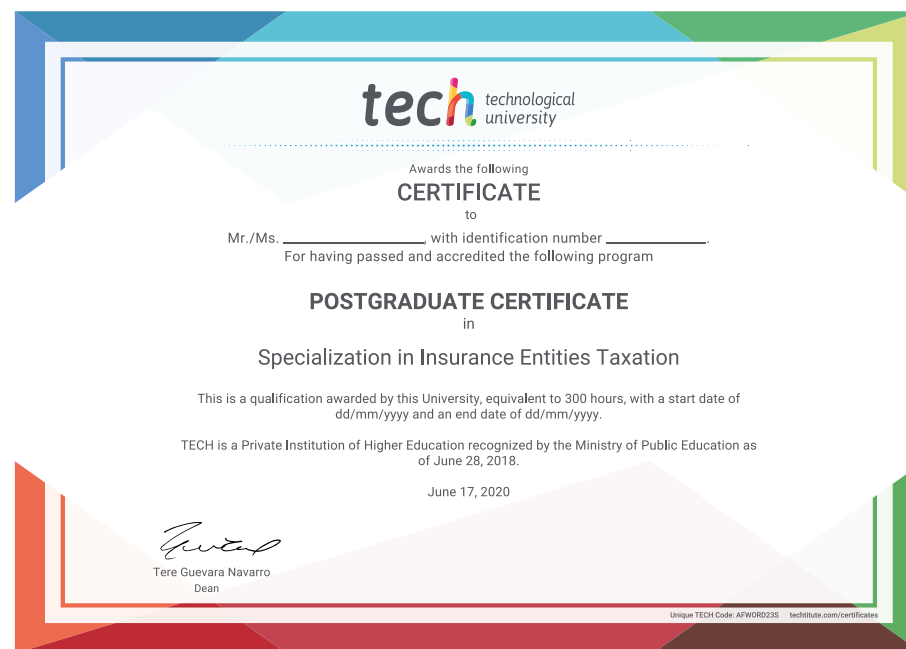 tech technological
university
Awards the following
CERTIFICATE
to
Mr./Ms. ____________, with identification number ____________.
For having passed and accredited the following program
POSTGRADUATE CERTIFICATE
in
Specialization in Insurance Entities Taxation
This is a qualification awarded by this University, equivalent to 300 hours, with a start date of
dd/mm/yyyy and an end date of dd/mm/yyyy.
TECH is a Private Institution of Higher Education recognized by the Ministry of Public Education as
of June 28, 2018.
June 17, 2020
Tere Guevara Navarro
Dean
Unique TECH Code: AFWORD23S techtitute.com/certificates